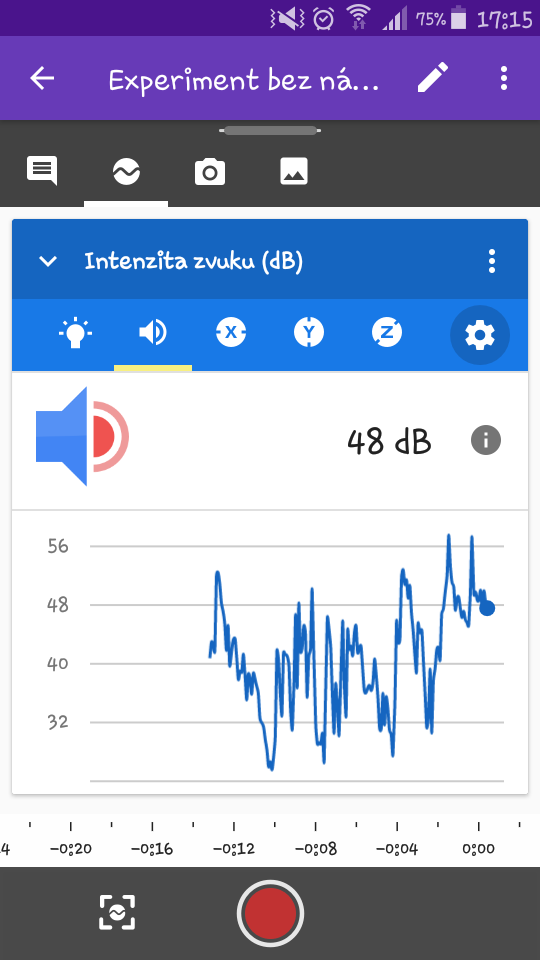 75% 17:15
Experiment bez ná...
Intenzita zvuku (dB)
X Y Z
48 dB
56
48
40
32
4 -0:20 -0:16 -0:12 -0:08 -0:04 0:00